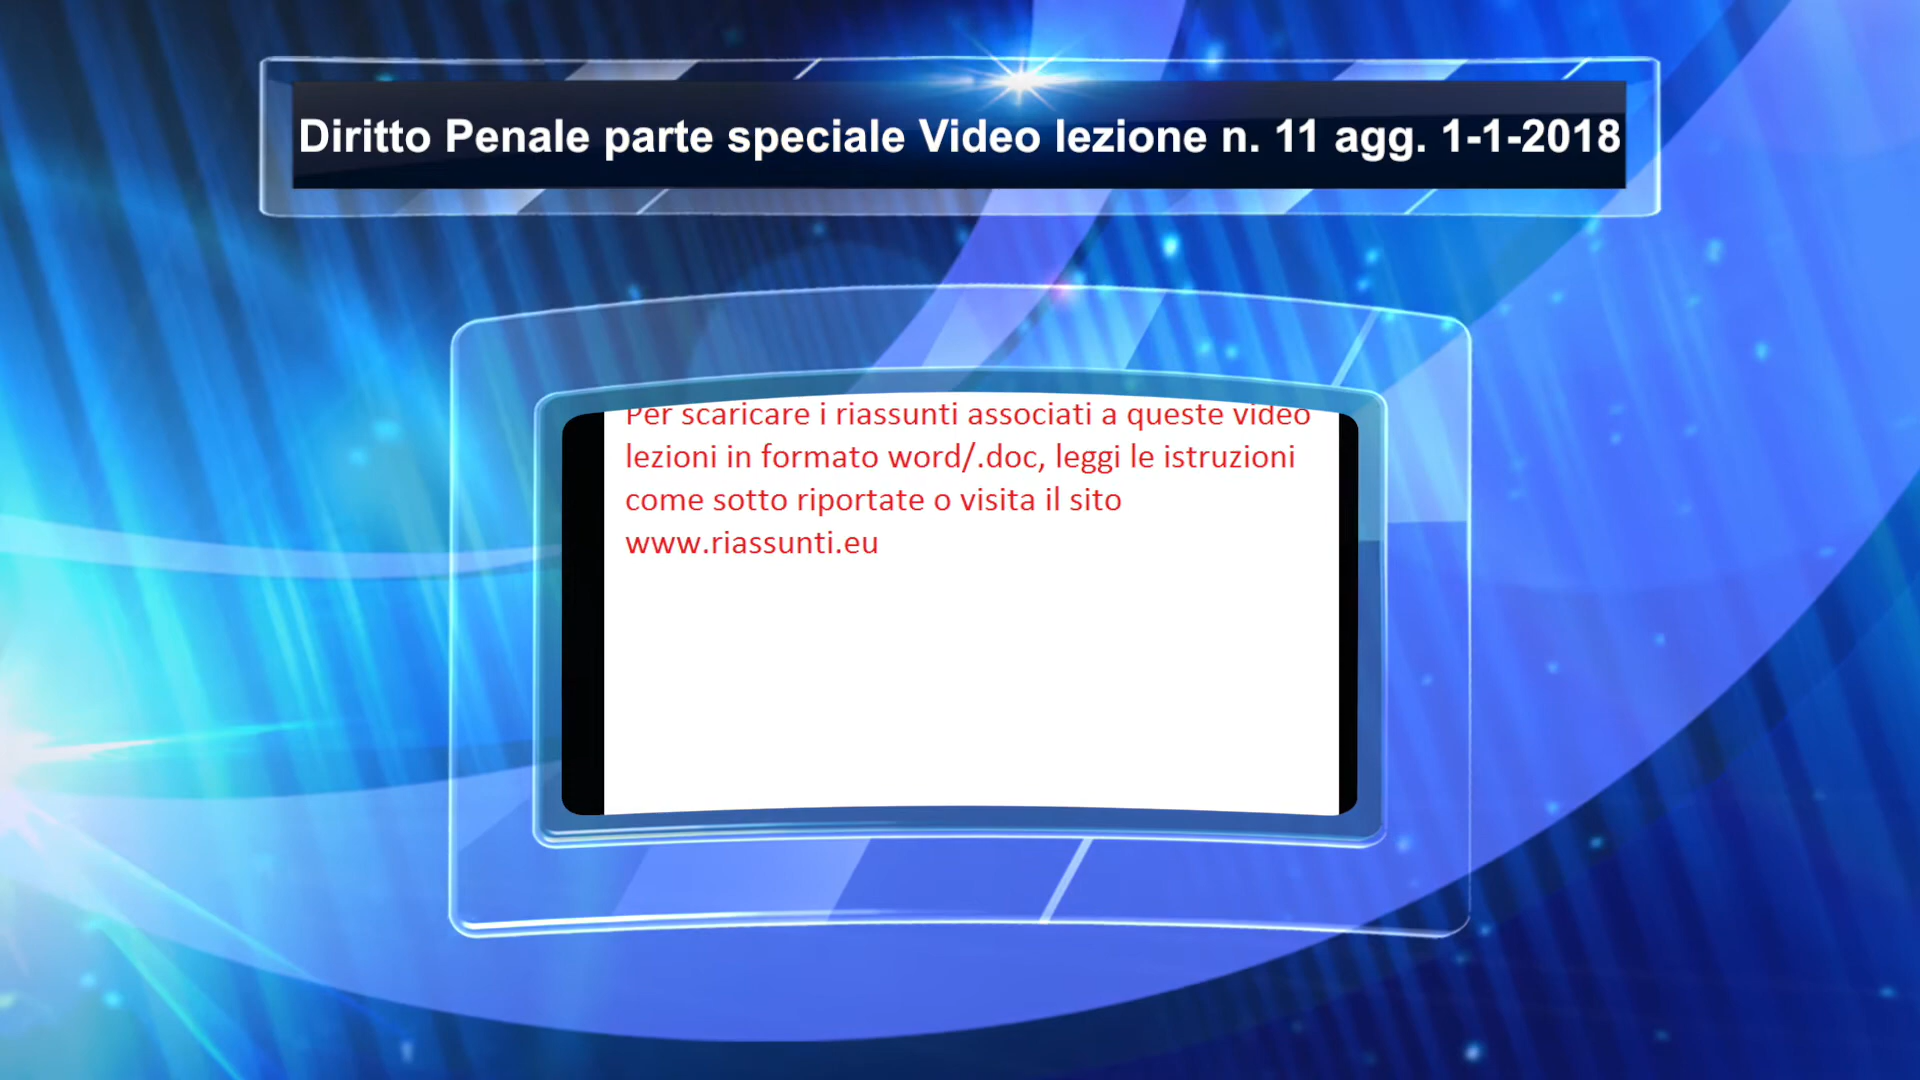 Diritto Penale parte speciale Video lezione n. 11 agg. 1-1-2018
Per scaricare i riassunti associati a queste video
lezioni in formato word/.doc, leggi le istruzioni
come sotto riportate o visita il sito
www.riassunti.eu